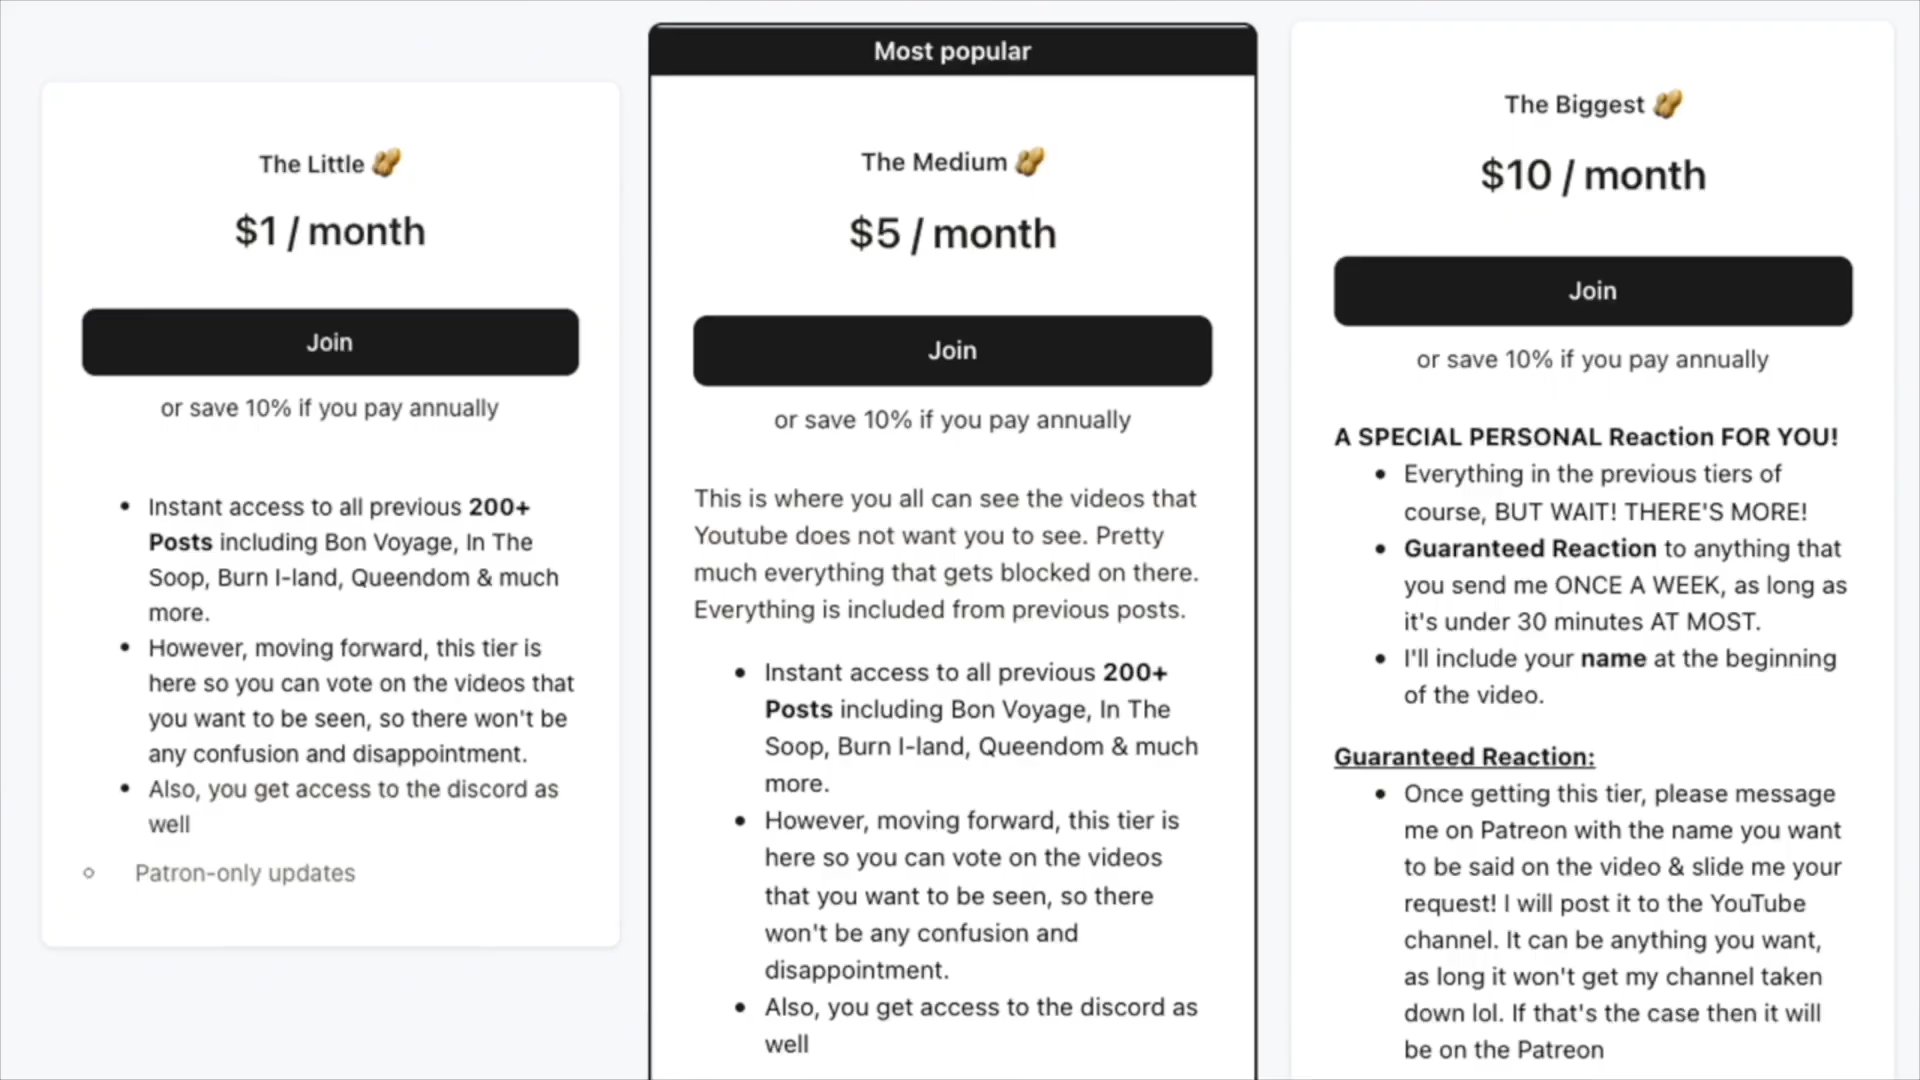 The Little 🥜
$1 / month
Join
or save 10% if you pay annually
• Instant access to all previous 200+
Posts including Bon Voyage, In The
Soop, Burn I-land, Queendom & much
more.
• However, moving forward, this tier is
here so you can vote on the videos that
you want to be seen, so there won't be
any confusion and disappointment.
• Also, you get access to the discord as
well
○ Patron-only updates
Most popular
The Medium 🥜
$5 / month
Join
or save 10% if you pay annually
This is where you all can see the videos that
Youtube does not want you to see. Pretty
much everything that gets blocked on there.
Everything is included from previous posts.
• Instant access to all previous 200+
Posts including Bon Voyage, In The
Soop, Burn I-land, Queendom & much
more.
• However, moving forward, this tier is
here so you can vote on the videos
that you want to be seen, so there
won't be any confusion and
disappointment.
• Also, you get access to the discord as
well
The Biggest 🥜
$10 / month
Join
or save 10% if you pay annually
A SPECIAL PERSONAL Reaction FOR YOU!
• Everything in the previous tiers of
course, BUT WAIT! THERE'S MORE!
• Guaranteed Reaction to anything that
you send me ONCE A WEEK, as long as
it's under 30 minutes AT MOST.
• I'll include your name at the beginning
of the video.
Guaranteed Reaction:
• Once getting this tier, please message
me on Patreon with the name you want
to be said on the video & slide me your
request! I will post it to the YouTube
channel. It can be anything you want,
as long it won't get my channel taken
down lol. If that's the case then it will
be on the Patreon